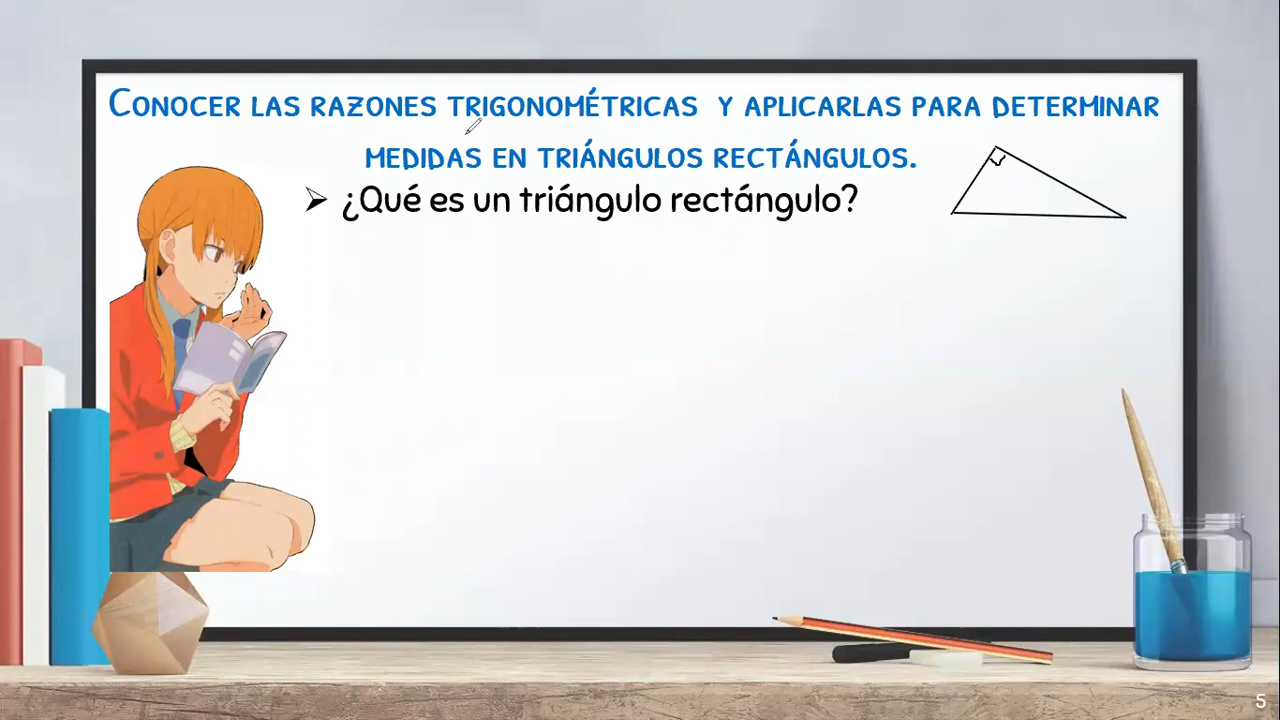 Conocer las razones trigonométricas y aplicarlas para determinar
medidas en triángulos rectángulos.
➢ ¿Qué es un triángulo rectángulo?
5